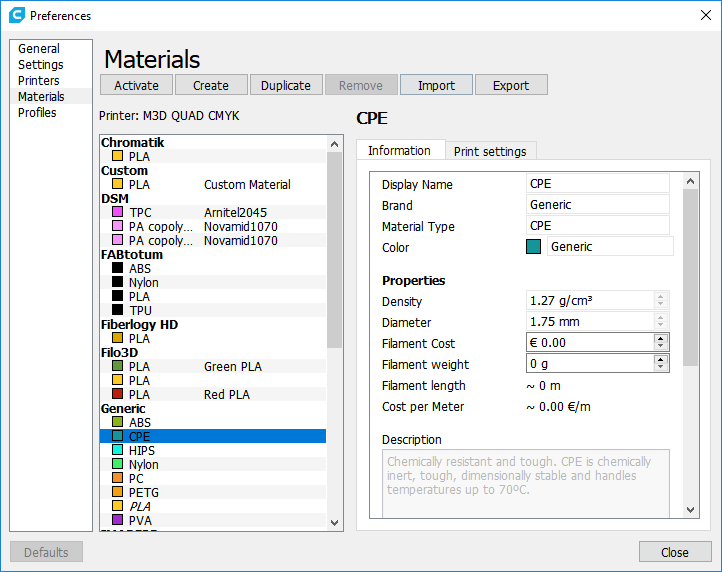 Preferences
General
Settings
Printers
Materials
Profiles
Materials
Activate Create Duplicate Remove Import Export
Printer: M3D QUAD CMYK
Chromatik
PLA
Custom
PLA Custom Material
DSM
TPC Arnitel2045
PA copoly... Novamid1070
PA copoly... Novamid1070
FABtotum
ABS
Nylon
PLA
TPU
Fiberlogy HD
PLA
Filo3D
PLA Green PLA
PLA
PLA Red PLA
Generic
ABS
CPE
HIPS
Nylon
PC
PETG
PLA
PVA
CPE
Information Print settings
Display Name CPE
Brand Generic
Material Type CPE
Color Generic
Properties
Density 1.27 g/cm³
Diameter 1.75 mm
Filament Cost € 0.00
Filament weight 0 g
Filament length ~ 0 m
Cost per Meter ~ 0.00 €/m
Description
Chemically resistant and tough. CPE is chemically
inert, tough, dimensionally stable and handles
temperatures up to 70ºC.
Defaults Close